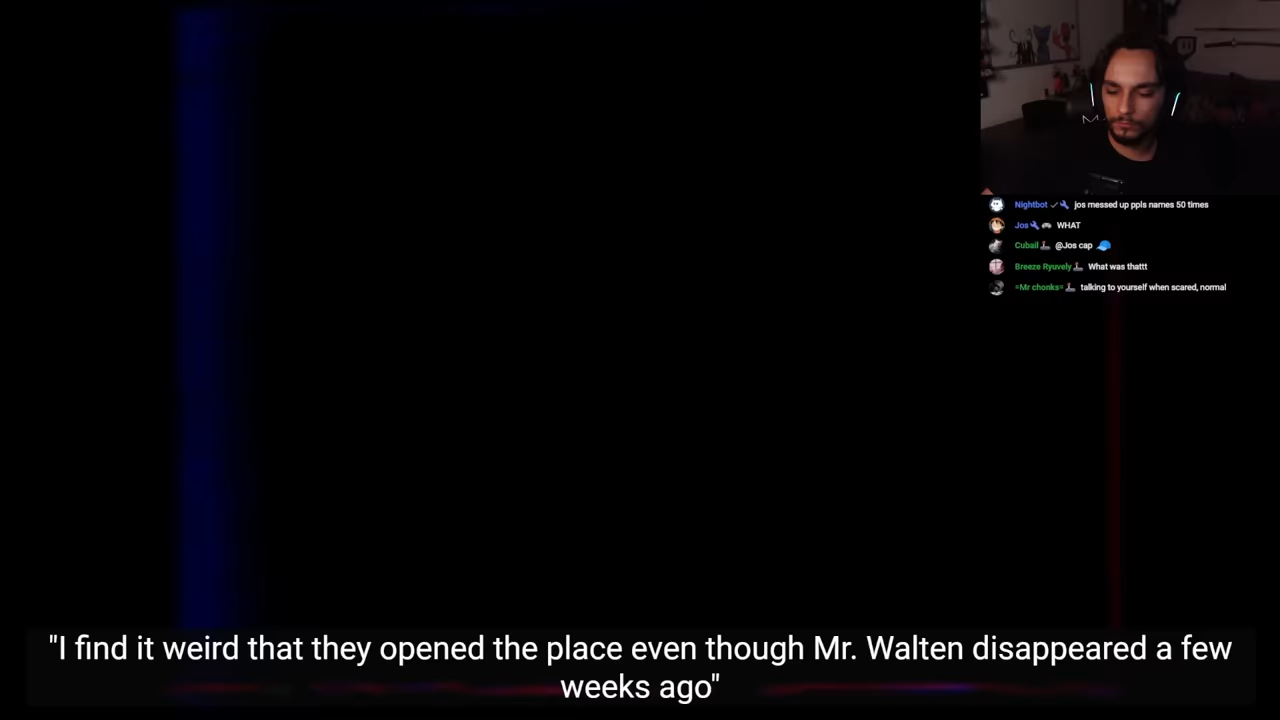 Nightbot jos messed up ppls names 50 times
Jos WHAT
Cubail @Jos cap
Breeze Ryuvely What was thattt
=Mr chonks= talking to yourself when scared, normal
"I find it weird that they opened the place even though Mr. Walten disappeared a few
weeks ago"